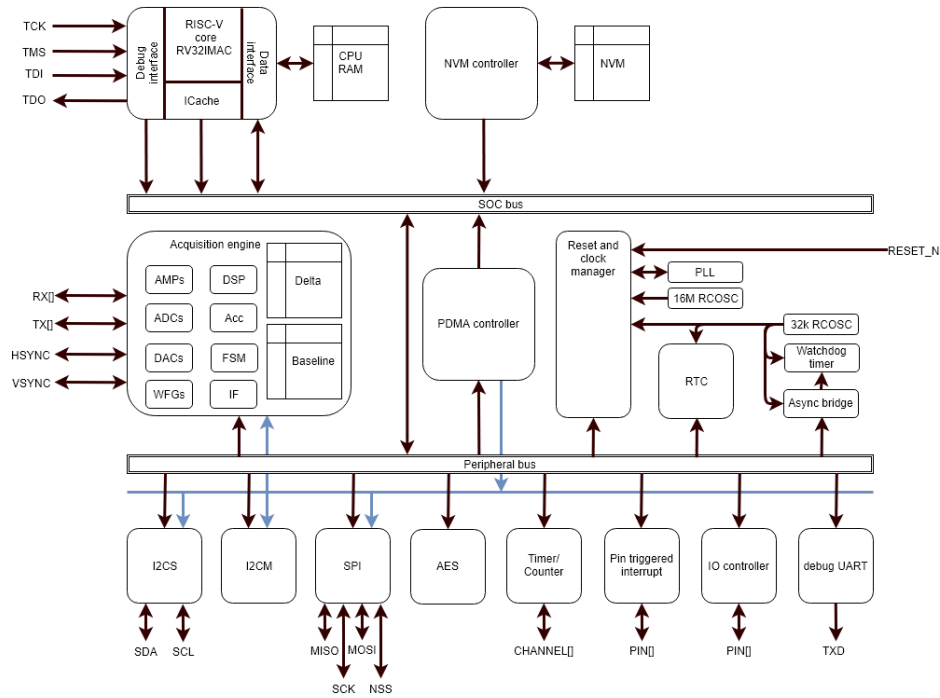 TCK
TMS
TDI
TDO
Debug
interface
RISC-V
core
RV32IMAC
ICache
Data
interface
CPU
RAM
NVM controller
NVM
SOC bus
Acquisition engine
AMPs
DSP
ADCs
Acc
DACs
FSM
WFGs
IF
Delta
Baseline
RX[]
TX[]
HSYNC
VSYNC
PDMA controller
Reset and
clock
manager
RESET_N
PLL
16M RCOSC
32k RCOSC
RTC
Watchdog
timer
Async bridge
Peripheral bus
I2CS
I2CM
SPI
AES
Timer/
Counter
Pin triggered
interrupt
IO controller
debug UART
SDA
SCL
MISO
MOSI
SCK
NSS
CHANNEL[]
PIN[]
PIN[]
TXD